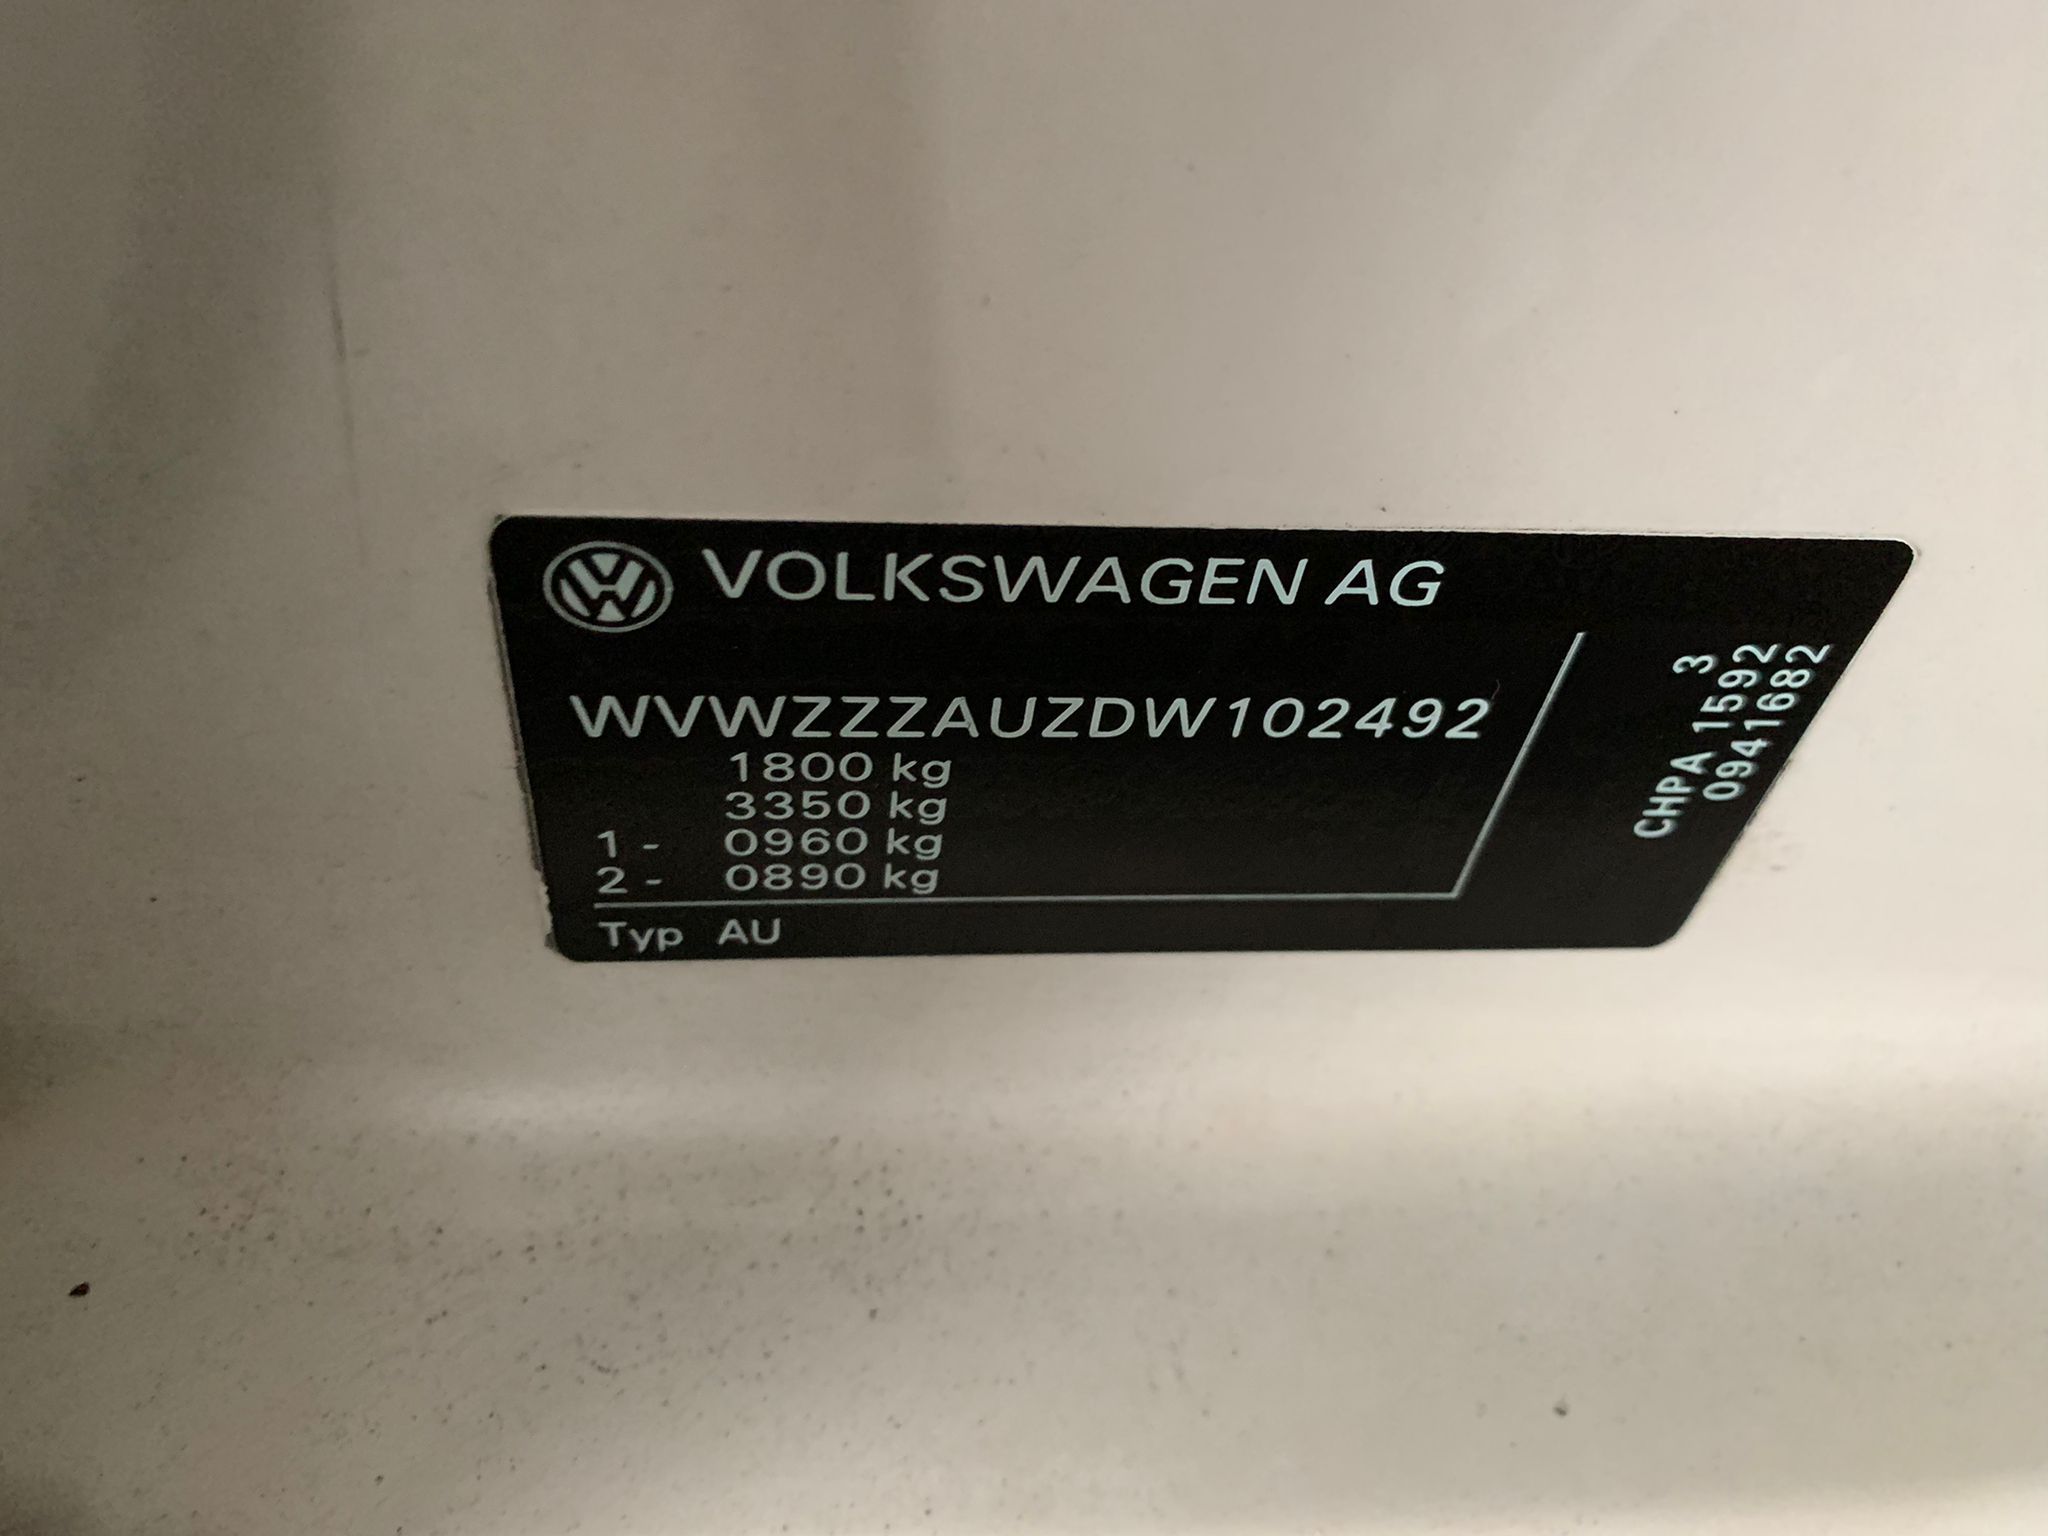 VOLKSWAGEN AG
WVWZZZAUZDW102492
1800 kg
3350 kg
1 - 0960 kg
2 - 0890 kg
Typ AU
3
CHPA 1592
0941682